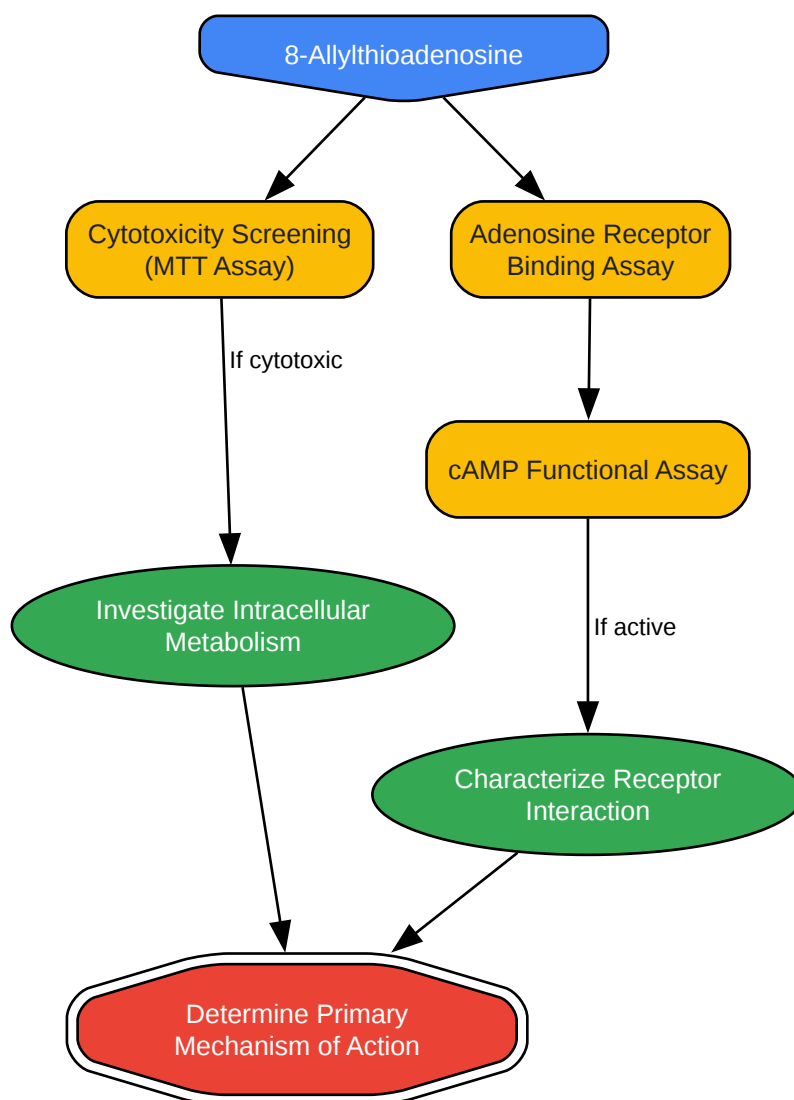 8-Allylthioadenosine
Cytotoxicity Screening
(MTT Assay)
Adenosine Receptor
Binding Assay
If cytotoxic
cAMP Functional Assay
Investigate Intracellular
Metabolism
If active
Characterize Receptor
Interaction
Determine Primary
Mechanism of Action